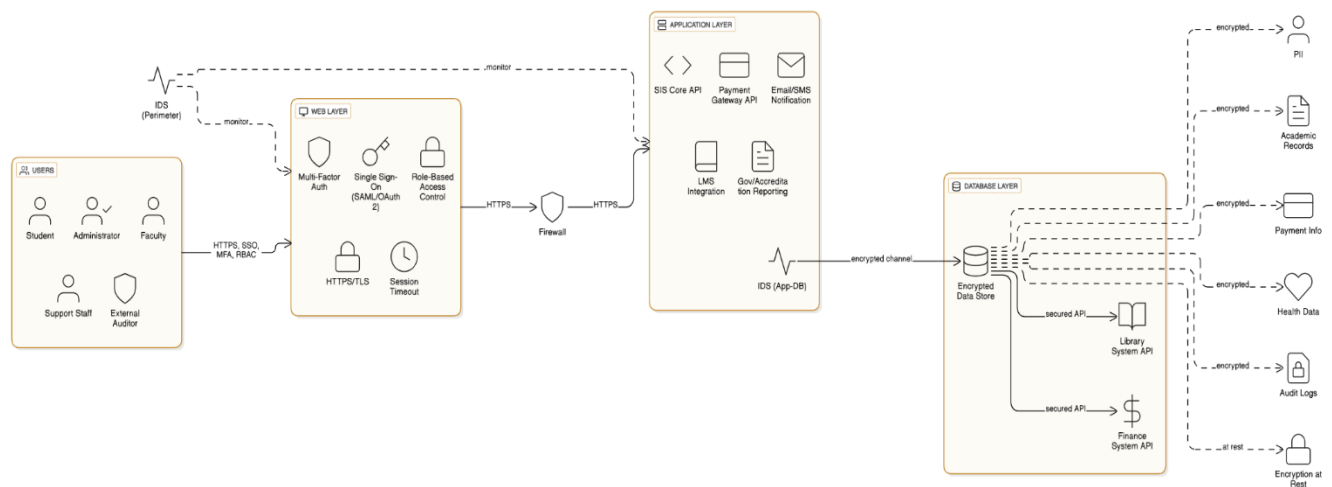 USERS
Student
Administrator
Faculty
Support Staff
External
Auditor
HTTPS, SSO,
MFA, RBAC
IDS
(Perimeter)
monitor
monitor
WEB LAYER
Multi-Factor
Auth
Single Sign-
On
(SAML/OAuth
2)
Role-Based
Access
Control
HTTPS/TLS
Session
Timeout
HTTPS
Firewall
HTTPS
APPLICATION LAYER
SIS Core API
Payment
Gateway API
Email/SMS
Notification
LMS
Integration
Gov/Accredita
tion Reporting
IDS (App-DB)
encrypted channel
DATABASE LAYER
Encrypted
Data Store
secured API
Library
System API
secured API
Finance
System API
encrypted
PII
encrypted
Academic
Records
encrypted
Payment Info
encrypted
Health Data
encrypted
Audit Logs
at rest
Encryption at
Rest